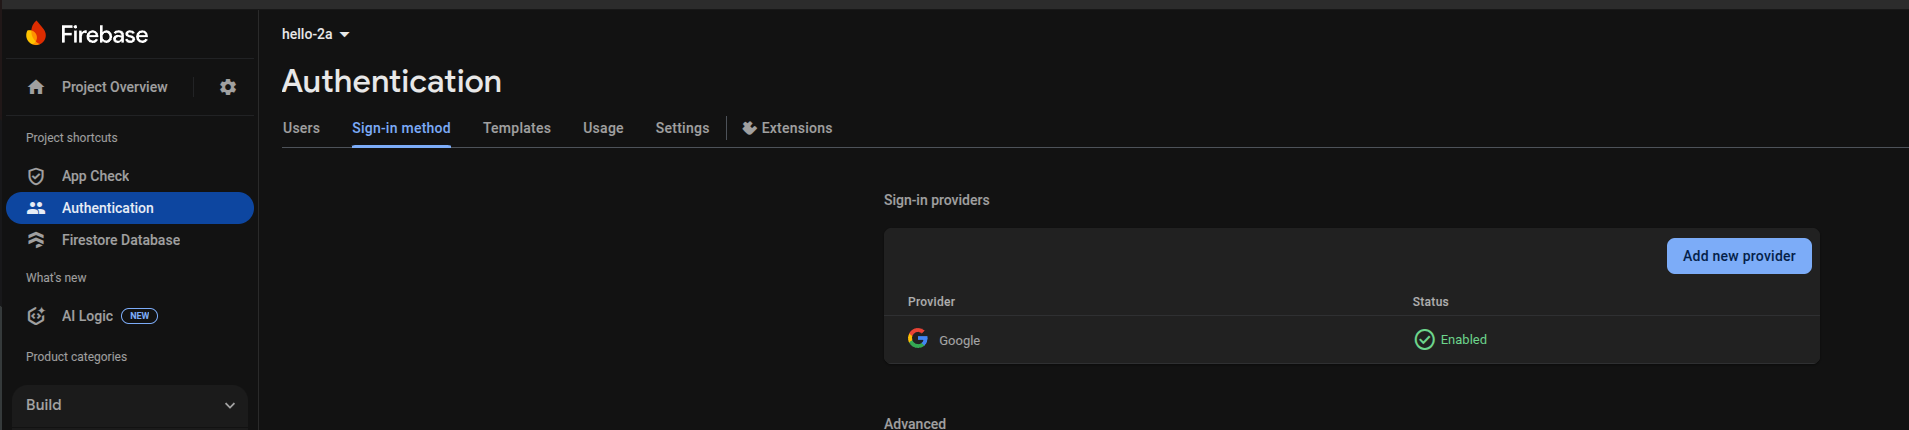 Firebase
Project Overview
Project shortcuts
App Check
Authentication
Firestore Database
What's new
AI Logic NEW
Product categories
Build
hello-2a
Authentication
Users Sign-in method Templates Usage Settings Extensions
Sign-in providers
Add new provider
Provider Status
Google Enabled
Advanced